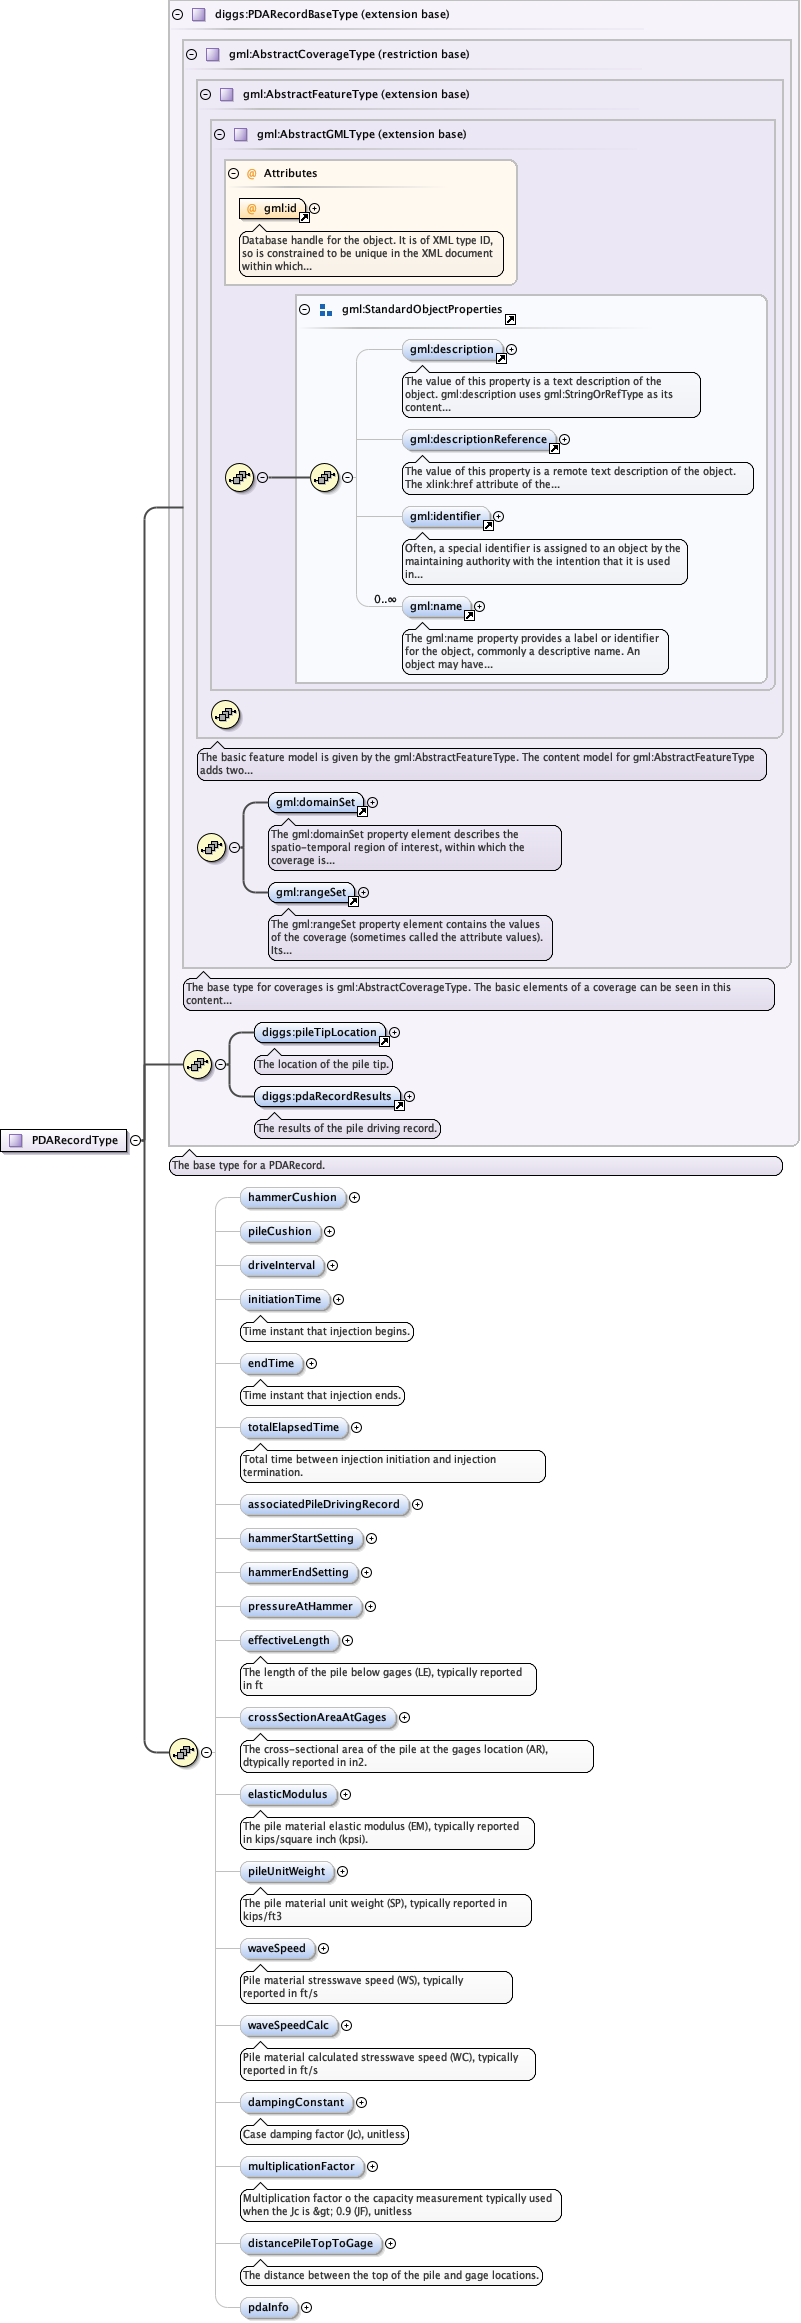 diggs:PDARecordBaseType (extension base)
gml:AbstractCoverageType (restriction base)
gml:AbstractFeatureType (extension base)
gml:AbstractGMLType (extension base)
@ Attributes
@ gml:id
Database handle for the object. It is of XML type ID,
so is constrained to be unique in the XML document
within which...
gml:StandardObjectProperties
gml:description
The value of this property is a text description of the
object. gml:description uses gml:StringOrRefType as its
content...
gml:descriptionReference
The value of this property is a remote text description of the object.
The xlink:href attribute of the...
gml:identifier
Often, a special identifier is assigned to an object by the
maintaining authority with the intention that it is used
in...
0..∞
gml:name
The gml:name property provides a label or identifier
for the object, commonly a descriptive name. An
object may have...
The basic feature model is given by the gml:AbstractFeatureType. The content model for gml:AbstractFeatureType
adds two...
gml:domainSet
The gml:domainSet property element describes the
spatio-temporal region of interest, within which the
coverage is...
gml:rangeSet
The gml:rangeSet property element contains the values
of the coverage (sometimes called the attribute values).
Its...
The base type for coverages is gml:AbstractCoverageType. The basic elements of a coverage can be seen in this
content...
diggs:pileTipLocation
The location of the pile tip.
diggs:pdaRecordResults
The results of the pile driving record.
PDARecordType
The base type for a PDARecord.
hammerCushion
pileCushion
driveInterval
initiationTime
Time instant that injection begins.
endTime
Time instant that injection ends.
totalElapsedTime
Total time between injection initiation and injection
termination.
associatedPileDrivingRecord
hammerStartSetting
hammerEndSetting
pressureAtHammer
effectiveLength
The length of the pile below gages (LE), typically reported
in ft
crossSectionAreaAtGages
The cross-sectional area of the pile at the gages location (AR),
dtypically reported in in2.
elasticModulus
The pile material elastic modulus (EM), typically reported
in kips/square inch (kpsi).
pileUnitWeight
The pile material unit weight (SP), typically reported in
kips/ft3
waveSpeed
Pile material stresswave speed (WS), typically
reported in ft/s
waveSpeedCalc
Pile material calculated stresswave speed (WC), typically
reported in ft/s
dampingConstant
Case damping factor (Jc), unitless
multiplicationFactor
Multiplication factor o the capacity measurement typically used
when the Jc is &gt; 0.9 (JF), unitless
distancePileTopToGage
The distance between the top of the pile and gage locations.
pdaInfo